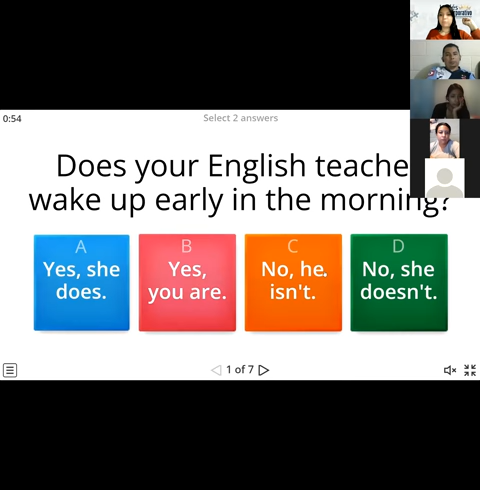 0:54
Select 2 answers
Does your English teache
wake up early in the morning?
A
Yes, she
does.
B
Yes,
you are.
C
No, he.
isn't.
D
No, she
doesn't.
1 of 7